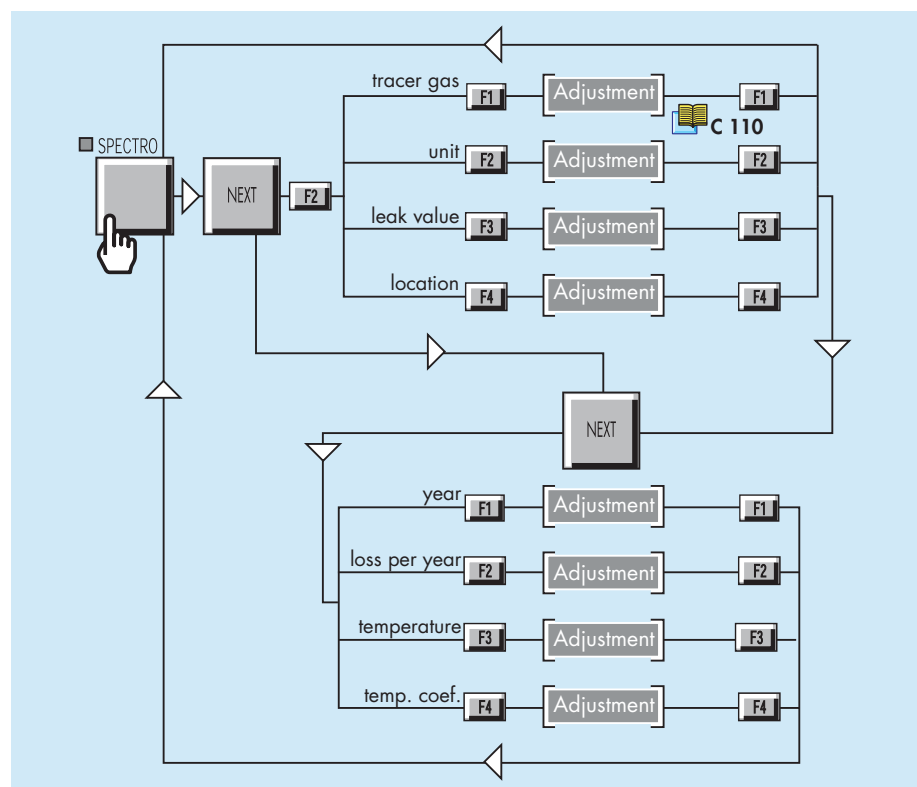 tracer gas F1 Adjustment F1
C 110
SPECTRO
unit F2 Adjustment F2
NEXT F2
leak value F3 Adjustment F3
location F4 Adjustment F4
NEXT
year F1 Adjustment F1
loss per year F2 Adjustment F2
temperature F3 Adjustment F3
temp. coef. F4 Adjustment F4